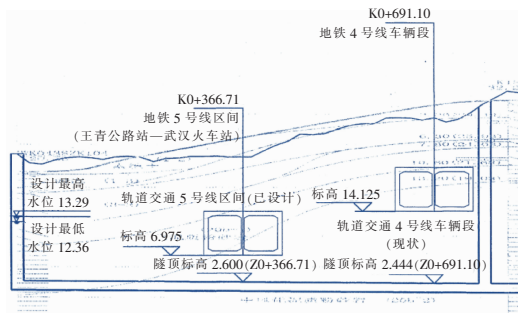 K0+691.10
地铁 4 号线车辆段
K0+366.71
地铁 5 号线区间
(王青公路站—武汉火车站)
设计最高
水位 13.29
轨道交通 5 号线区间(已设计)
标高 14.125
设计最低
水位 12.36
标高 6.975
轨道交通 4 号线车辆段
(现状)
隧顶标高 2.600(Z0+366.71)
隧顶标高 2.444(Z0+691.10)